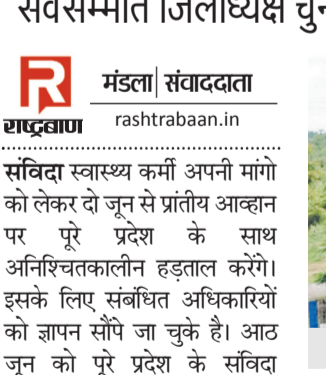 सर्वसम्मति जिलाध्यक्ष
R
राष्ट्रबाण
मंडला|संवाददाता
rashtrabaan.in
संविदा स्वास्थ्य कर्मी अपनी मांगो
को लेकर दो जून से प्रांतीय आव्हान
पर पूरे प्रदेश के साथ
अनिश्चितकालीन हड़ताल करेंगे।
इसके लिए संबंधित अधिकारियों
को ज्ञापन सौंपे जा चुके है। आठ
जून को पूरे प्रदेश के संविदा